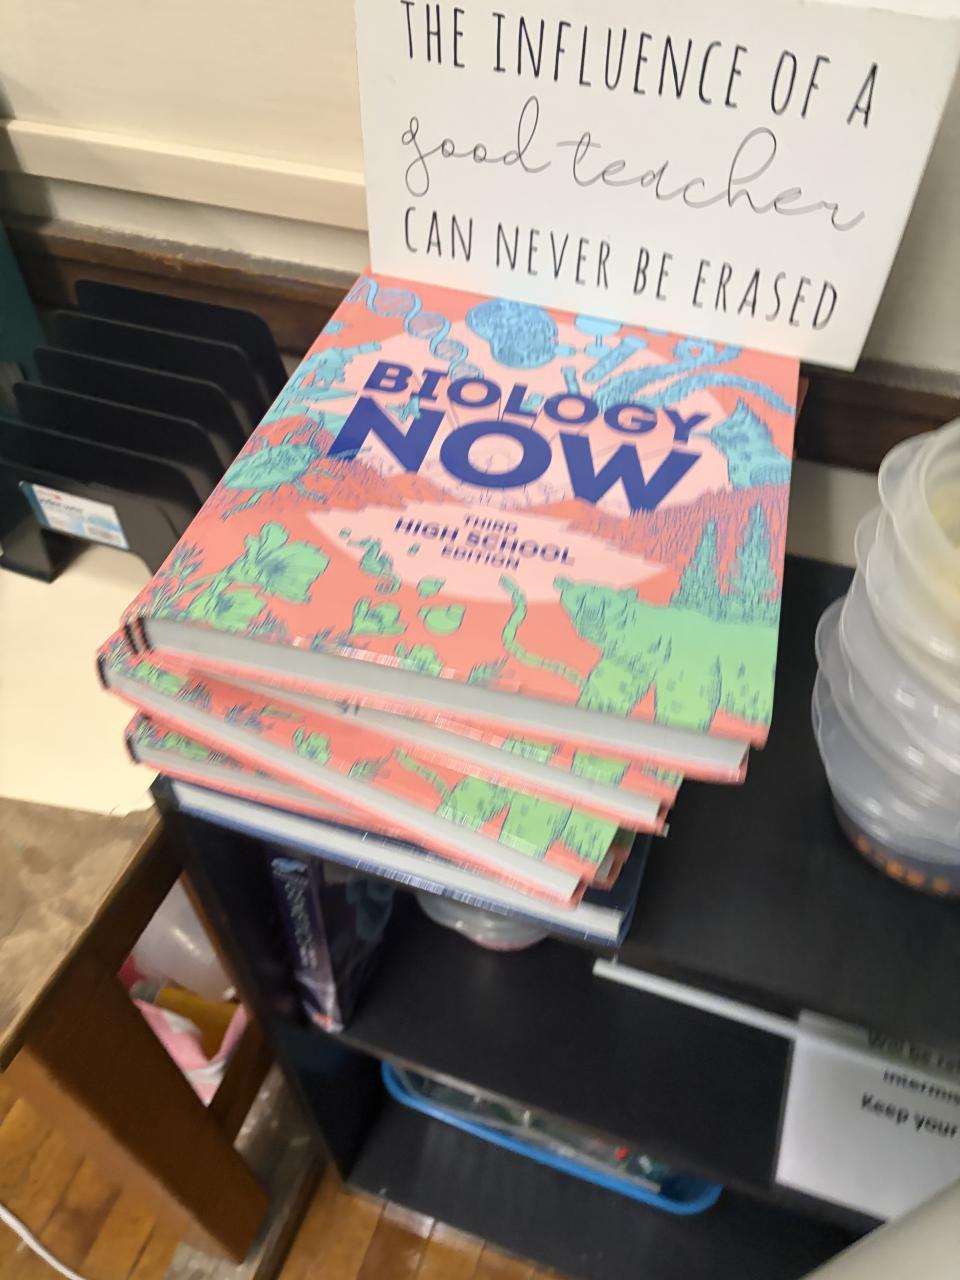 THE INFLUENCE OF A
good teacher
CAN NEVER BE ERASED
BIOLOGY
NOW
THIRD
HIGH SCHOOL
EDITION
Keep your